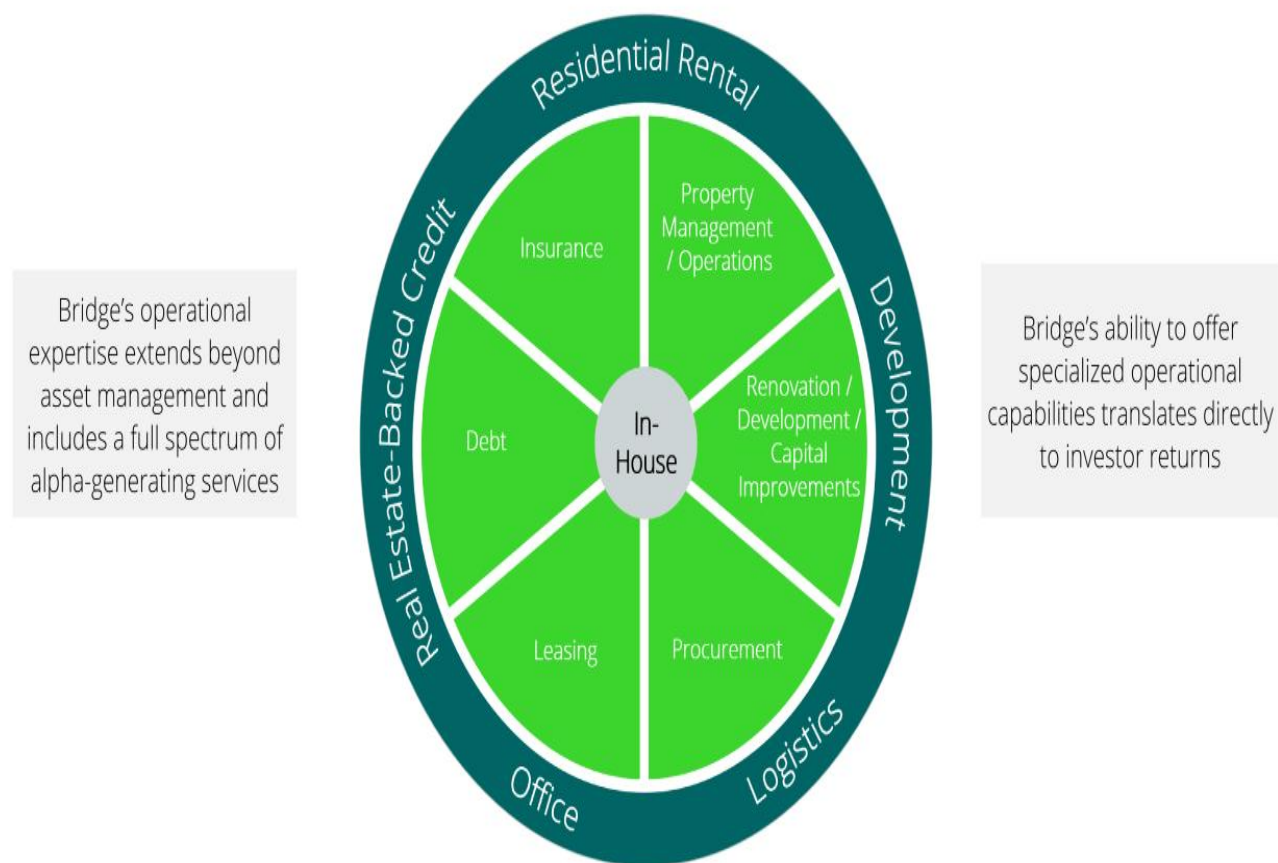 Bridge’s operational
expertise extends beyond
asset management and
includes a full spectrum of
alpha-generating services
Residential Rental
Development
Logistics
Office
Real Estate-Backed Credit
Insurance
Property
Management
/ Operations
Debt
In-
House
Renovation /
Development /
Capital
Improvements
Leasing
Procurement
Bridge’s ability to offer
specialized operational
capabilities translates directly
to investor returns